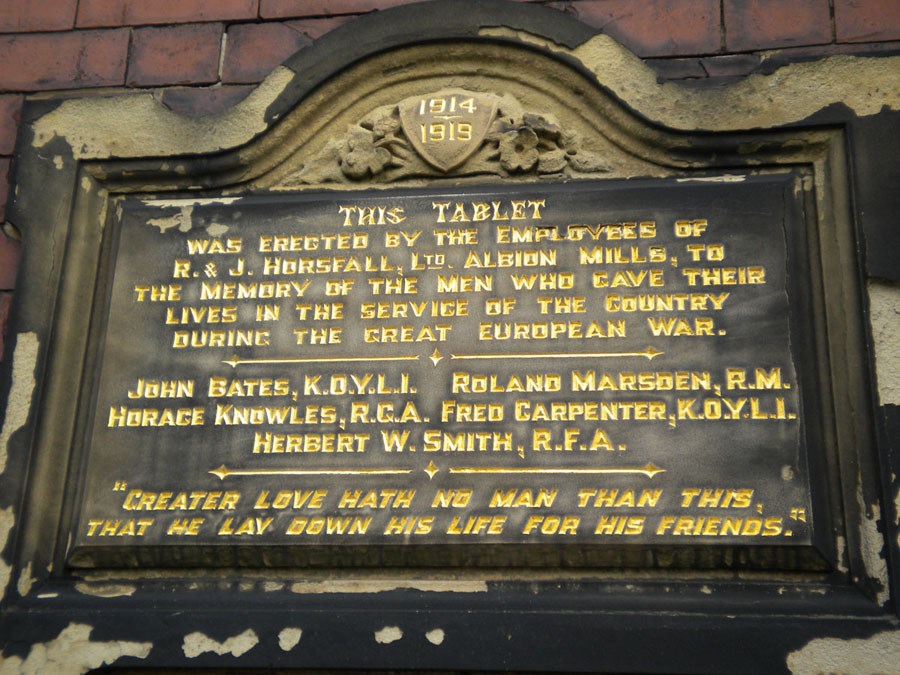 1914
1919
THIS TABLET
WAS ERECTED BY THE EMPLOYEES OF
R. & J. HORSFALL, LTD. ALBION MILLS, TO
THE MEMORY OF THE MEN WHO GAVE THEIR
LIVES IN THE SERVICE OF THE COUNTRY
DURING THE GREAT EUROPEAN WAR.
JOHN BATES, K.O.Y.L.I. ROLAND MARSDEN, R.M.
HORACE KNOWLES, R.G.A. FRED CARPENTER, K.O.Y.L.I.
HERBERT W. SMITH, R.F.A.
"GREATER LOVE HATH NO MAN THAN THIS,
THAT HE LAY DOWN HIS LIFE FOR HIS FRIENDS."